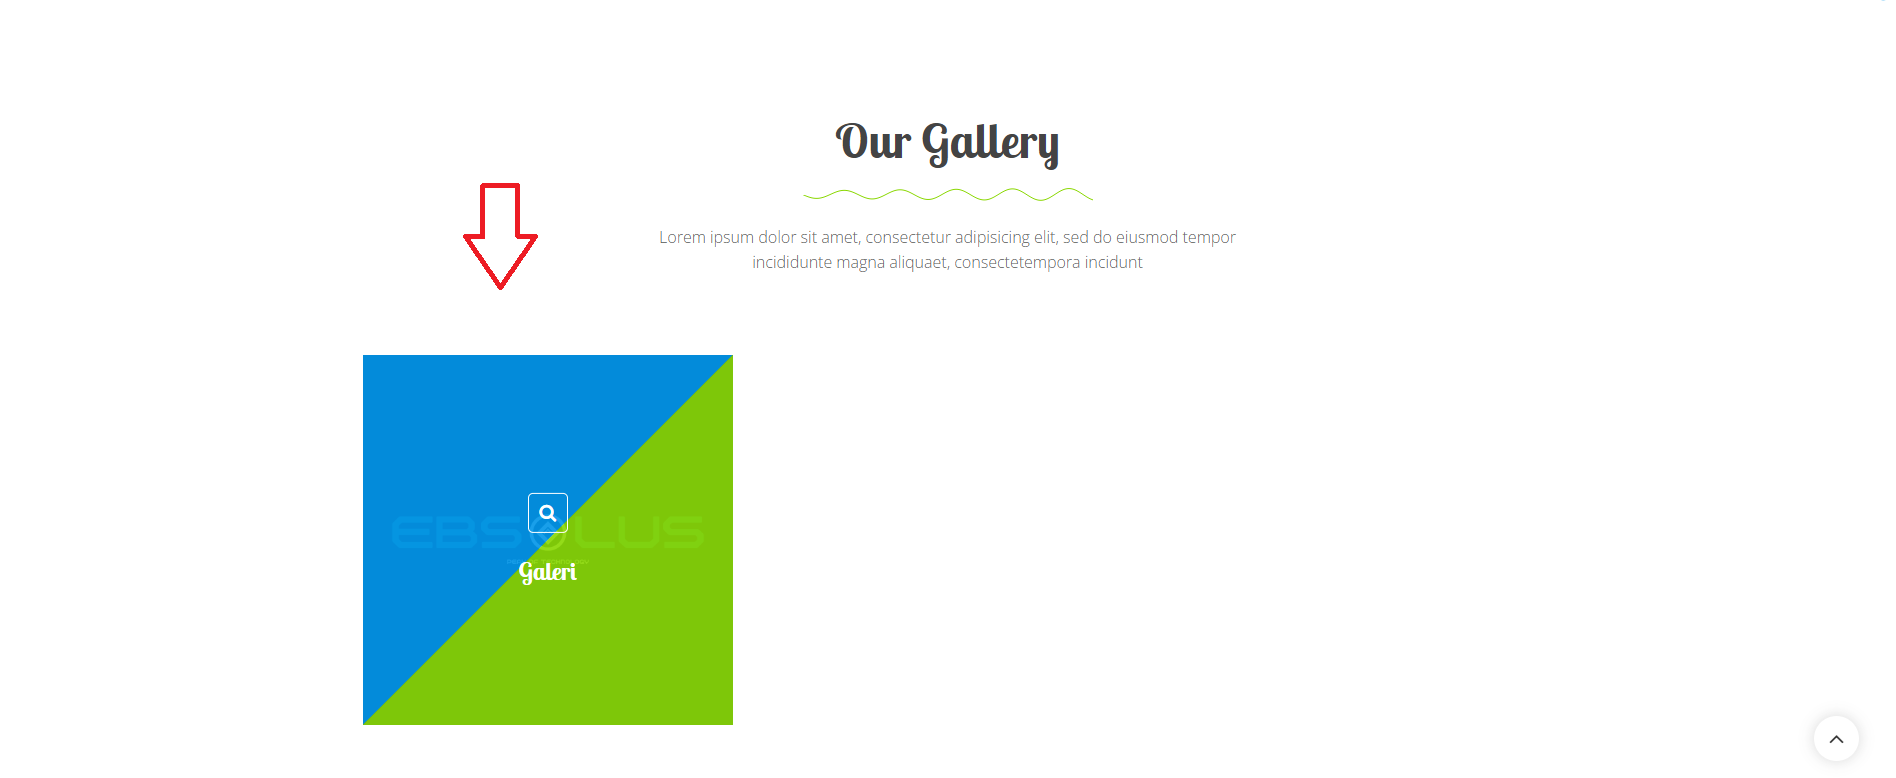 Our Gallery
Lorem ipsum dolor sit amet, consectetur adipisicing elit, sed do eiusmod tempor
incididunte magna aliquaet, consectetempora incidunt
EBSOLUS
Galeri